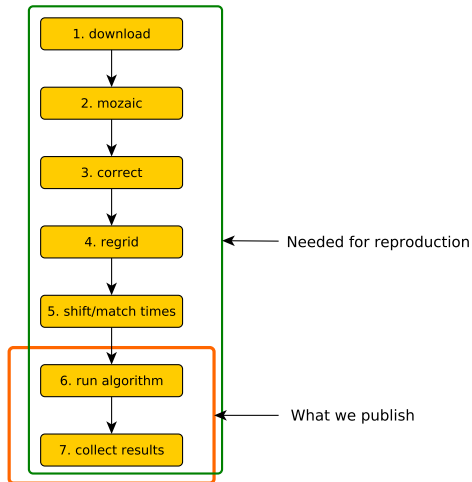 1. download
2. mozaic
3. correct
4. regrid
Needed for reproduction
5. shift/match times
6. run algorithm
What we publish
7. collect results